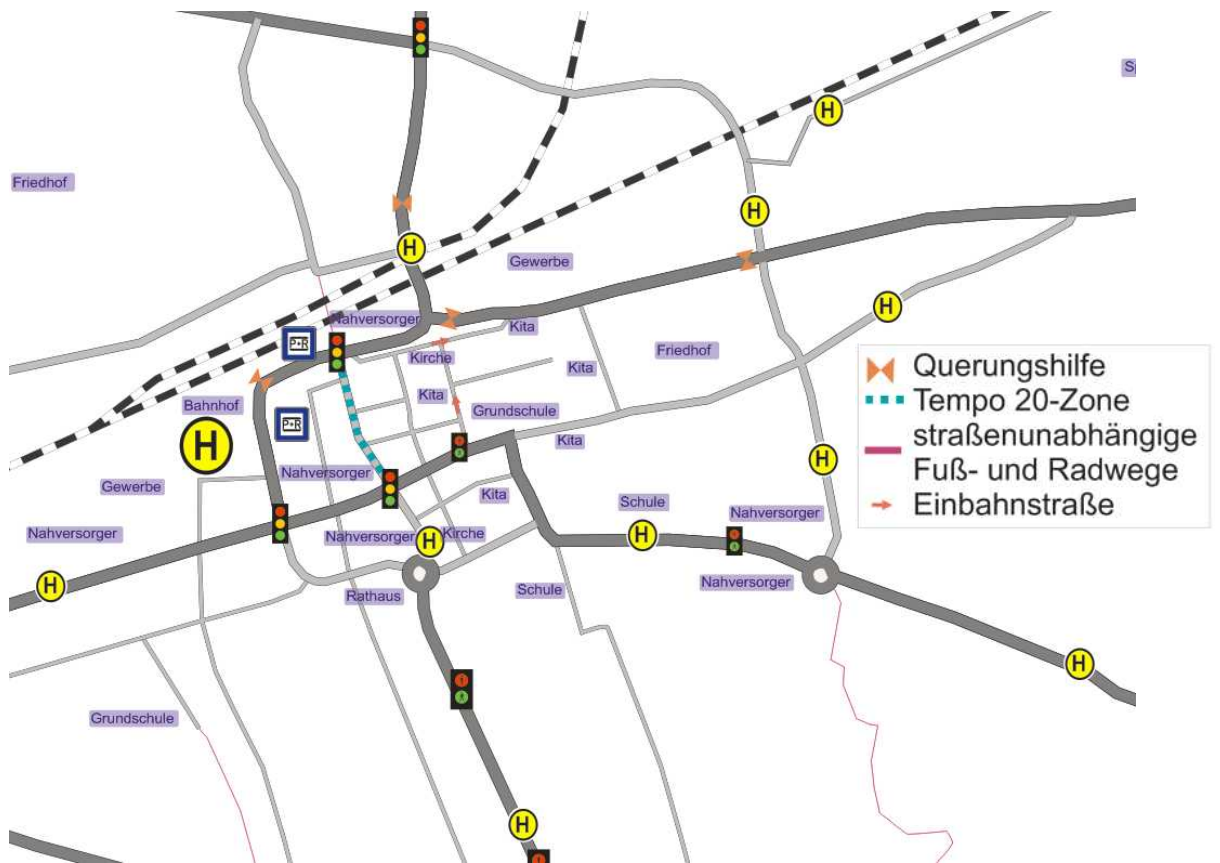 H
Sp
Friedhof
H
H
Gewerbe
H
Nahversorger
Kita
P+R
Kirche
Friedhof
Kita
Bahnhof
Kita
Grundschule
P+R
H
Kita
H
Nahversorger
Gewerbe
Kita
Schule
Nahversorger
Nahversorger
Nahversorger
Kirche
H
H
H
Nahversorger
Rathaus
Schule
H
Grundschule
H
Querungshilfe
Tempo 20-Zone
straßenunabhängige
Fuß- und Radwege
Einbahnstraße